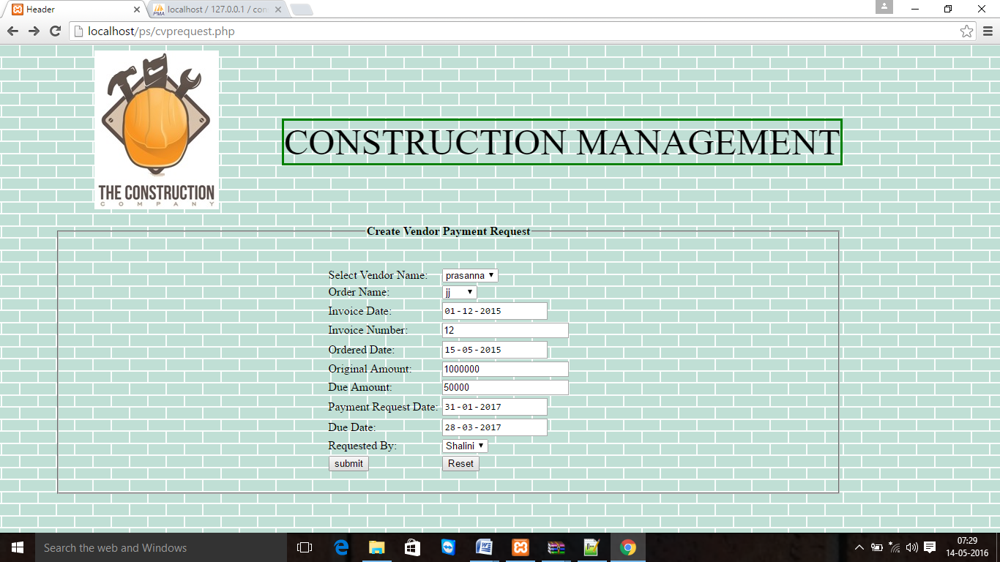 Header
localhost / 127.0.0.1 / con
localhost/ps/cvprequest.php
THE CONSTRUCTION
COMPANY
CONSTRUCTION MANAGEMENT
Create Vendor Payment Request
Select Vendor Name: prasanna
Order Name: jj
Invoice Date: 01-12-2015
Invoice Number: 12
Ordered Date: 15-05-2015
Original Amount: 1000000
Due Amount: 50000
Payment Request Date: 31-01-2017
Due Date: 28-03-2017
Requested By: Shalini
submit Reset
Search the web and Windows
07:29
14-05-2016